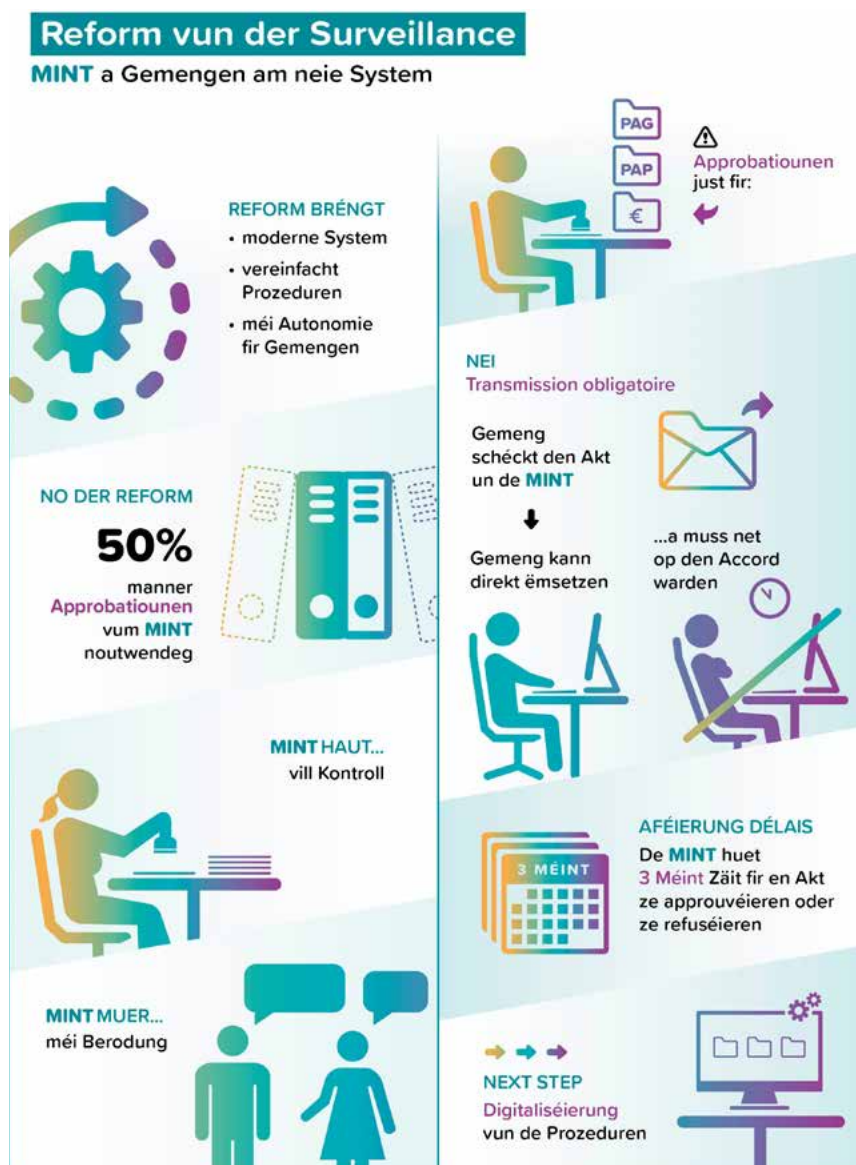 Reform vun der Surveillance
MINT a Gemengen am neie System
REFORM BRÉNGT
• moderne System
• vereinfacht
Prozeduren
• méi Autonomie
fir Gemengen
NO DER REFORM
50%
manner
Approbatiounen
vum MINT
noutwendeg
MINT HAUT...
vill Kontroll
MINT MUER...
méi Berodung
PAG
PAP
€
Approbatiounen
just fir:
NEI
Transmission obligatoire
Gemeng
schéckt den Akt
un de MINT
Gemeng kann
direkt ëmsetzen
...a muss net
op den Accord
warden
AFÉIERUNG DÉLAIS
3 MÉINT
De MINT huet
3 Méint Zäit fir en Akt
ze approuvéieren oder
ze refuséieren
NEXT STEP
Digitaliséierung
vun de Prozeduren